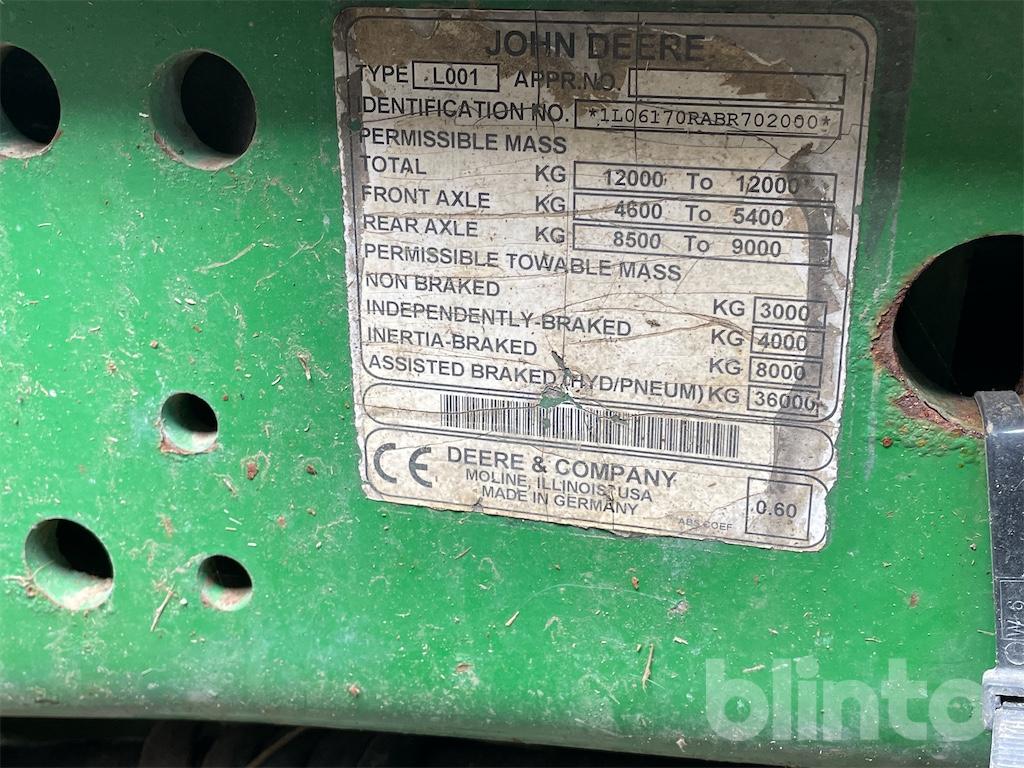 JOHN DEERE
TYPE L001 APPR.NO.
IDENTIFICATION NO. *1L06170RABR702000*
PERMISSIBLE MASS
TOTAL KG 12000 To 12000
FRONT AXLE KG 4600 To 5400
REAR AXLE KG 8500 To 9000
PERMISSIBLE TOWABLE MASS
NON BRAKED KG 3000
INDEPENDENTLY-BRAKED KG 4000
INERTIA-BRAKED KG 8000
ASSISTED BRAKED (HYD/PNEUM) KG 36000
CE DEERE & COMPANY
MOLINE, ILLINOIS, USA
MADE IN GERMANY
ABS COEF 0.60
blinto